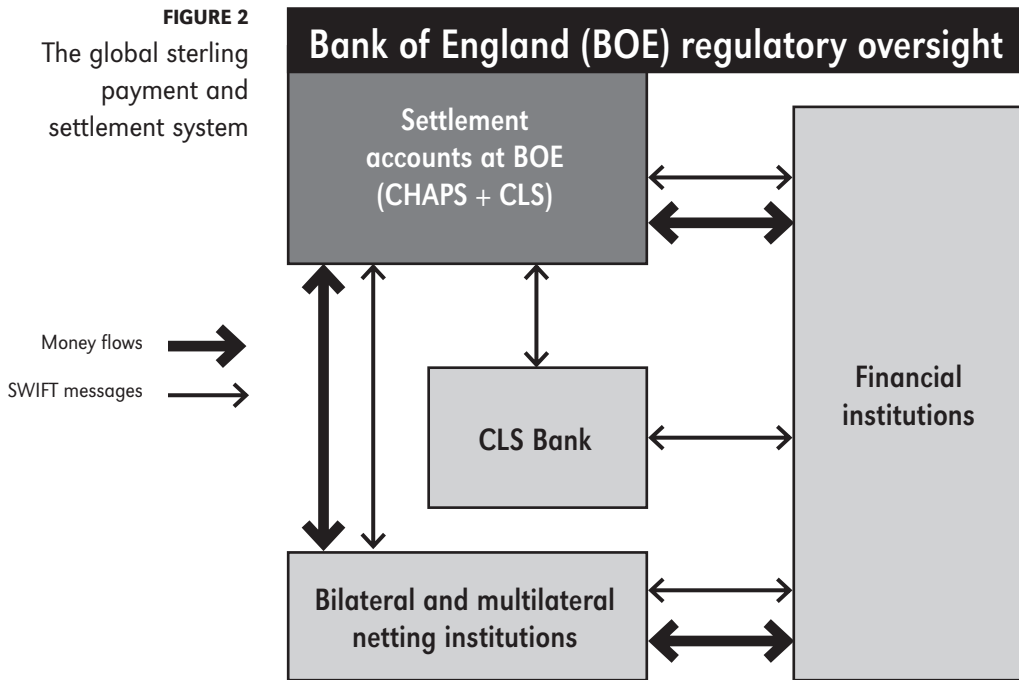 FIGURE 2
The global sterling
payment and
settlement system
Bank of England (BOE) regulatory oversight
Settlement
accounts at BOE
(CHAPS + CLS)
Money flows
SWIFT messages
CLS Bank
Financial
institutions
Bilateral and multilateral
netting institutions